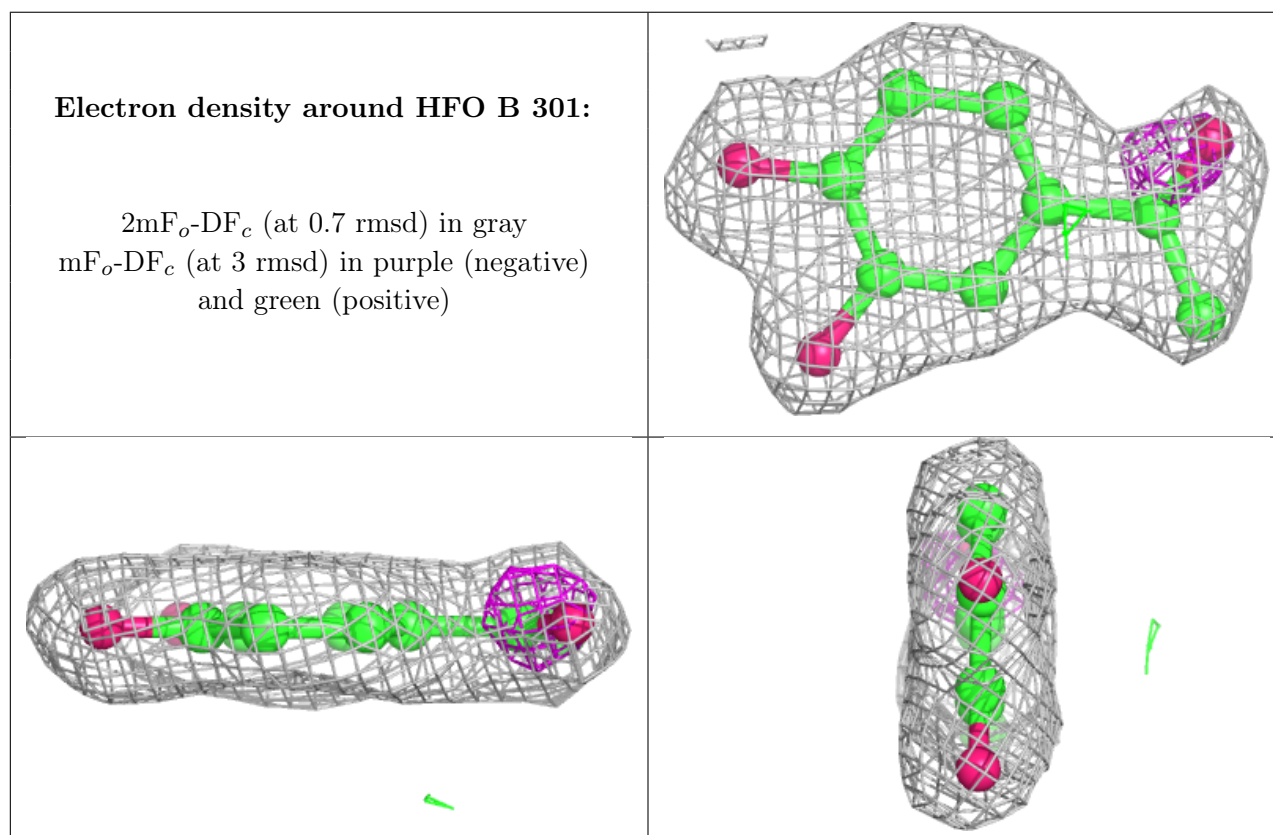 Electron density around HFO B 301:
2mFₒ-DF𝒸 (at 0.7 rmsd) in gray
mFₒ-DF𝒸 (at 3 rmsd) in purple (negative)
and green (positive)